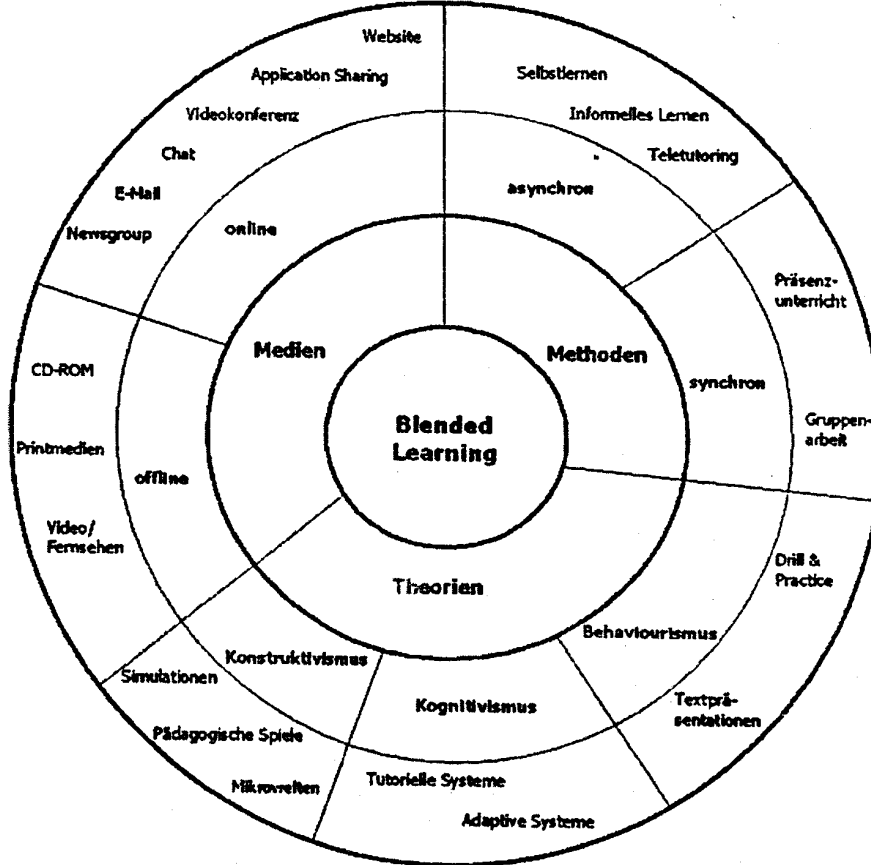 Website
Application Sharing
Videokonferenz
Chat
E-Mail
Newsgroup
online
Selbstlernen
Informelles Lernen
Teletutoring
asynchron
Präsenz-
unterricht
synchron
Gruppen-
arbeit
Medien
Methoden
Blended
Learning
CD-ROM
Printmedien
offline
Video/
Fernsehen
Theorien
Drill &
Practice
Behaviourismus
Textprä-
sentationen
Konstruktivismus
Simulationen
Pädagogische Spiele
Mikrowelten
Kognitivismus
Tutorielle Systeme
Adaptive Systeme